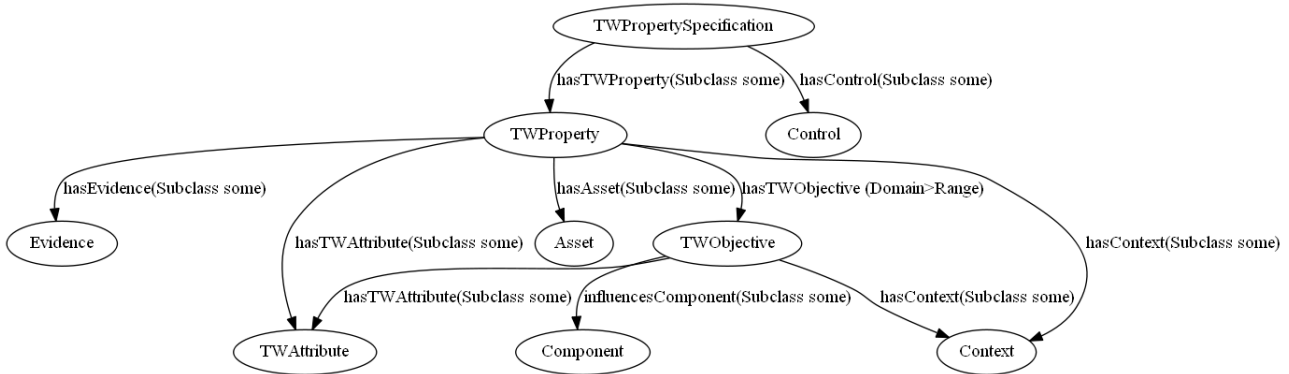 TWPropertySpecification
hasTWProperty(Subclass some)
hasControl(Subclass some)
TWProperty
Control
hasEvidence(Subclass some)
hasAsset(Subclass some)
hasTWObjective (Domain>Range)
Evidence
hasTWAttribute(Subclass some)
Asset
TWObjective
hasContext(Subclass some)
hasTWAttribute(Subclass some)
influencesComponent(Subclass some)
hasContext(Subclass some)
TWAttribute
Component
Context